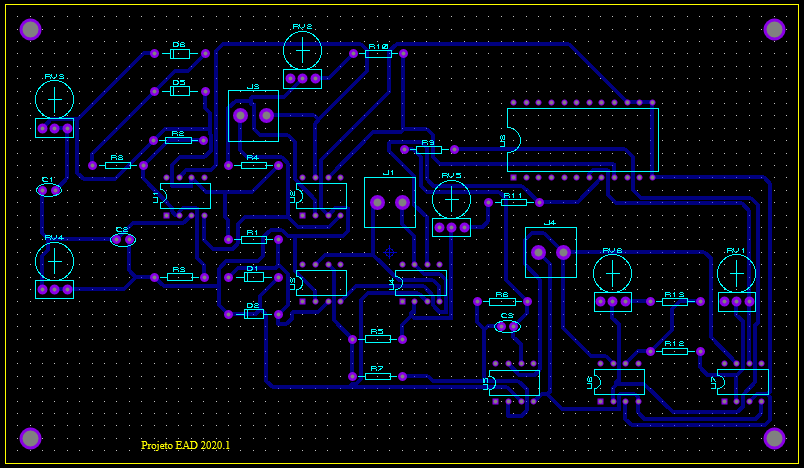 RV2
D6
R10
RV3
D5
J3
R2
U8
R9
R8
R4
J1
RV5
C1
U1
U2
R11
J4
C2
R1
RV4
RV6
RV1
R3
D1
U3
U4
R6
R13
D2
C3
R5
R12
R7
U5
U6
U7
Projeto EAD 2020.1